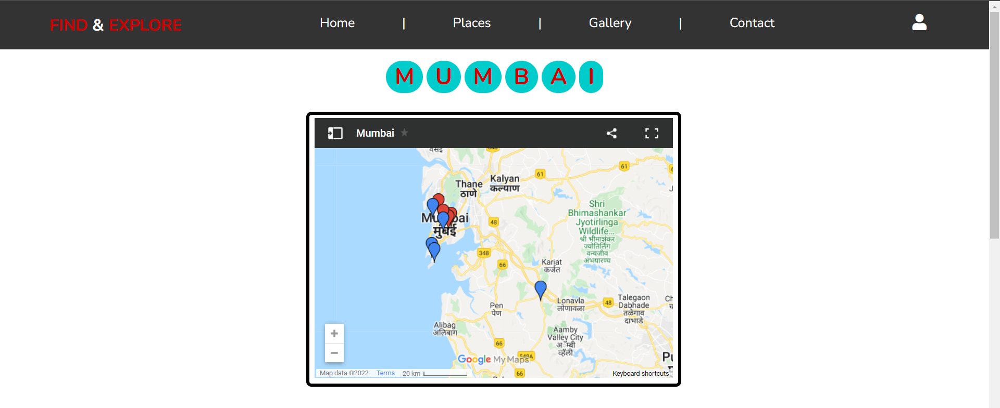 FIND & EXPLORE
Home | Places | Gallery | Contact
MUMBAI
Mumbai
वसई
61
61
Kalyan
कल्याण
Thane
ठाणे
Shri
Bhimashankar
Jyotirlinga
Wildlife...
श्री भीमाशंकर
ज्योतिर्लिंग
वन्यजीव
अभयारण्य
मुंबई
48
348
66
Karjat
कर्जत
Lonavla
लोणावळा
48
Talegaon
Dabhade
तळेगाव
दाभाडे
Pen
पेण
Alibag
अलिबाग
Aamby
Valley City
अॅम्बी
व्हॅली
66
548A
Google My Maps
66
Map data ©2022 Terms 20 km
Keyboard shortcuts